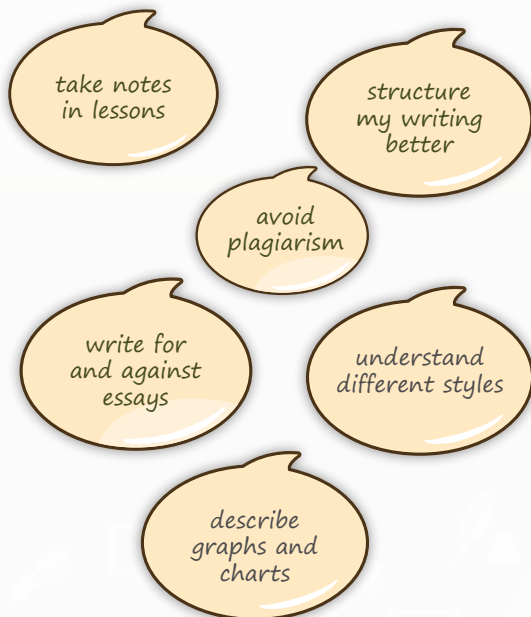 take notes
in lessons
structure
my writing
better
avoid
plagiarism
write for
and against
essays
understand
different styles
describe
graphs and
charts